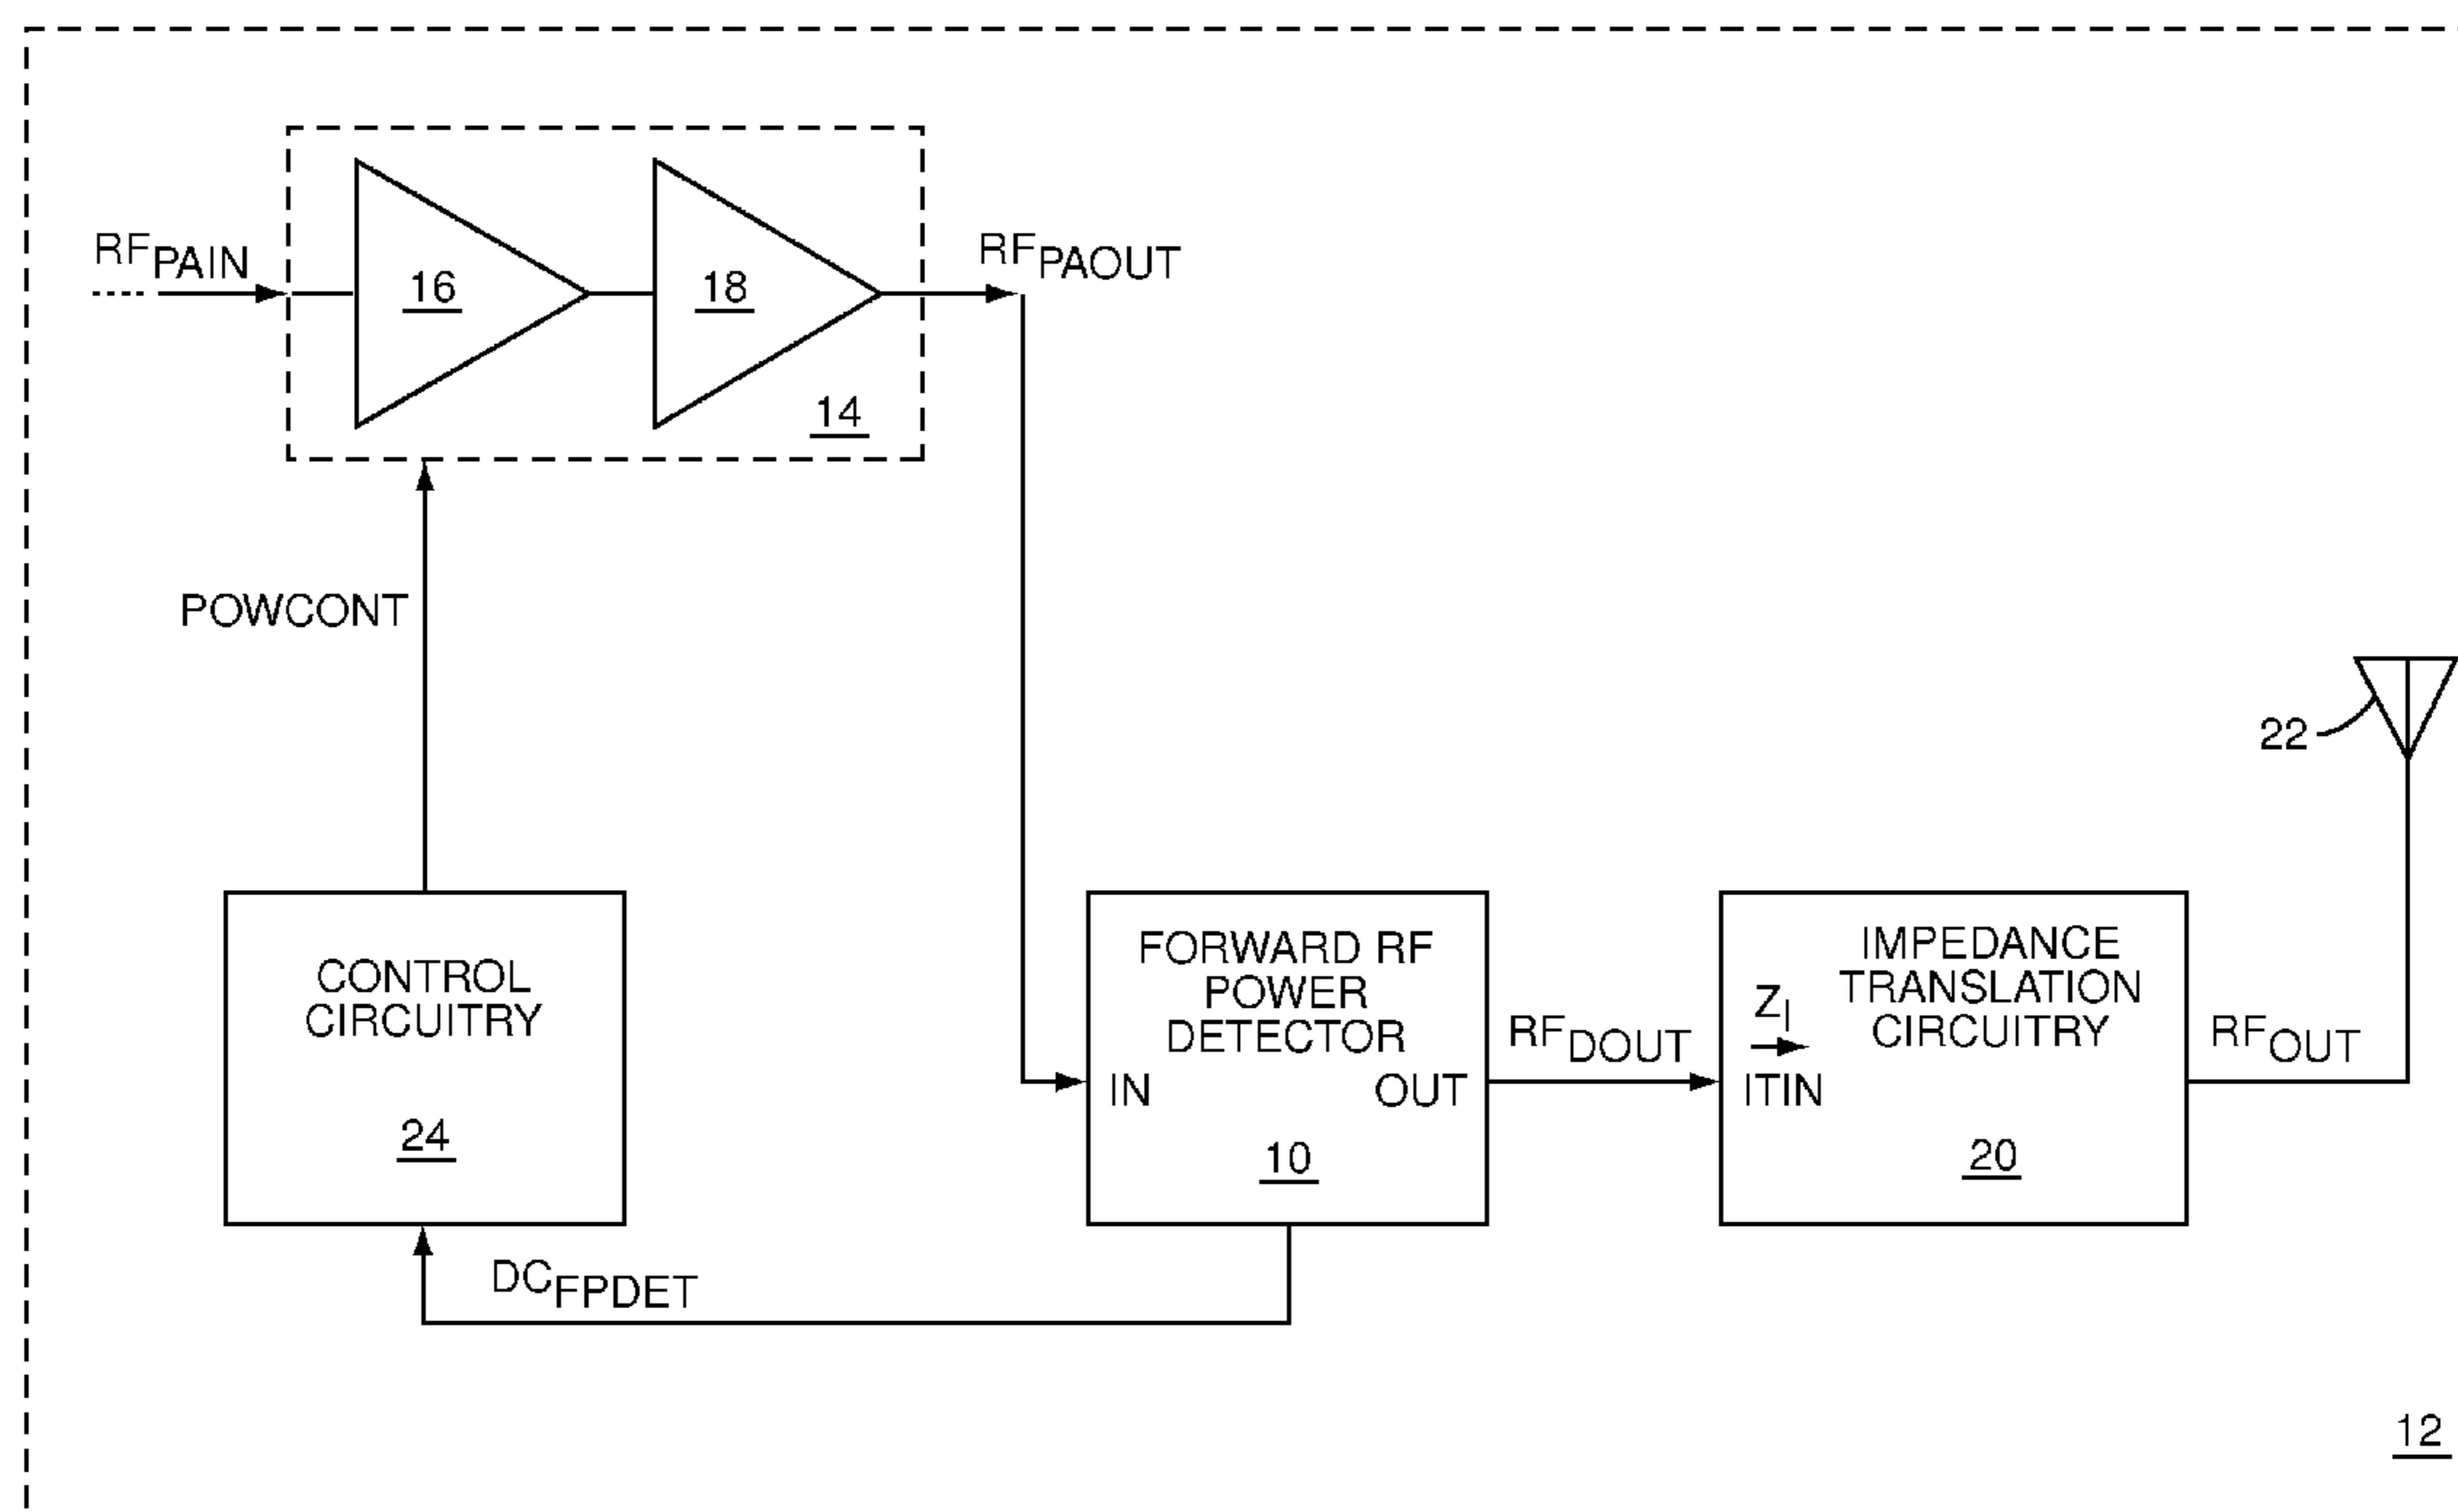 RFPAIN
16
18
RFPAOUT
14
POWCONT
22
CONTROL
CIRCUITRY
24
FORWARD RF
POWER
DETECTOR
IN
OUT
10
RFDOUT
IMPEDANCE
TRANSLATION
CIRCUITRY
ZI
ITIN
20
RFOUT
DCFPDET
12